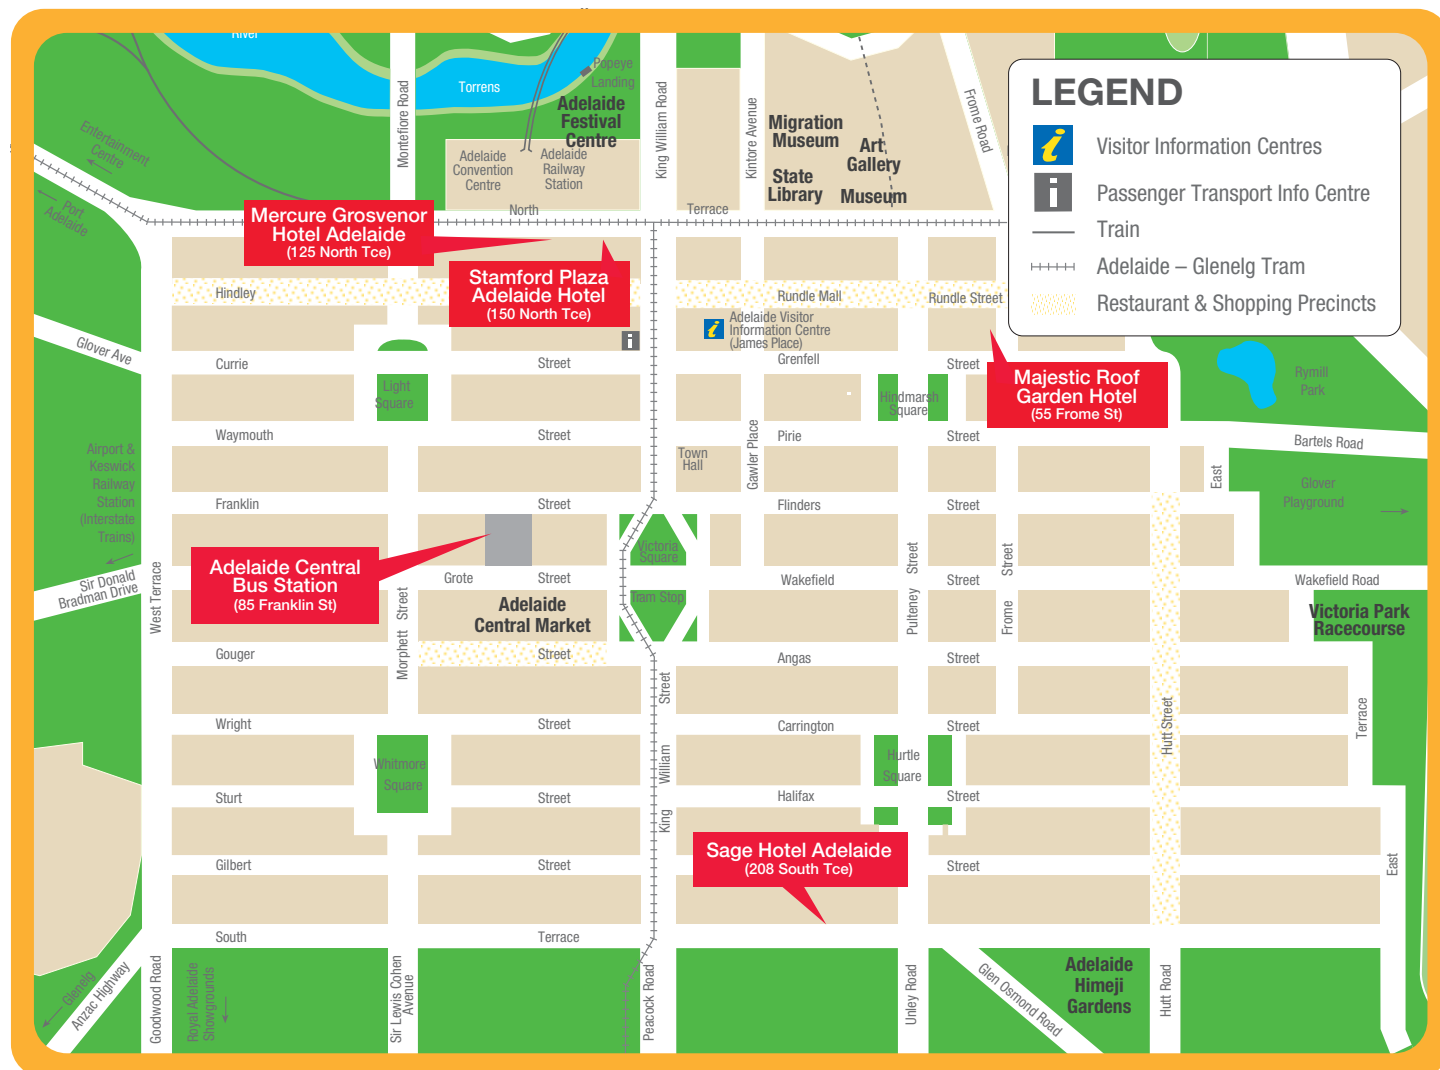 River
Torrens
Popeye
Landing
Adelaide
Festival
Centre
Montefiore Road
King William Road
Kintore Avenue
Frome Road
Migration
Museum
Art
Gallery
State
Library
Museum
Adelaide
Convention
Centre
Adelaide
Railway
Station
Entertainment
Centre
Port
Adelaide
North
Terrace
LEGEND
Visitor Information Centres
Passenger Transport Info Centre
Train
Adelaide – Glenelg Tram
Restaurant & Shopping Precincts
Mercure Grosvenor
Hotel Adelaide
(125 North Tce)
Stamford Plaza
Adelaide Hotel
(150 North Tce)
Hindley
Rundle Mall
Rundle Street
Adelaide Visitor
Information Centre
(James Place)
Glover Ave
Currie
Street
Grenfell
Street
Light
Square
Hindmarsh
Square
Majestic Roof
Garden Hotel
(55 Frome St)
Rymill
Park
Waymouth
Street
Pirie
Street
Bartels Road
Town
Hall
Gawler Place
East
Airport &
Keswick
Railway
Station
(Interstate
Trains)
Glover
Playground
Franklin
Street
Flinders
Street
Victoria
Square
Adelaide Central
Bus Station
(85 Franklin St)
Grote
Street
Wakefield
Street
Wakefield Road
Sir Donald
Bradman Drive
West Terrace
Morphett Street
Adelaide
Central Market
Tram Stop
Pulteney Street
Frome Street
Victoria Park
Racecourse
Gouger
Street
Angas
Street
Wright
Street
Carrington
Street
King William Street
Hutt Street
Terrace
Whitmore
Square
Hurtle
Square
Sturt
Street
Halifax
Street
Sage Hotel Adelaide
(208 South Tce)
Gilbert
Street
Street
East
South
Terrace
Glenelg
Anzac Highway
Goodwood Road
Royal Adelaide
Showgrounds
Sir Lewis Cohen
Avenue
Peacock Road
Unley Road
Glen Osmond Road
Adelaide
Himeji
Gardens
Hutt Road